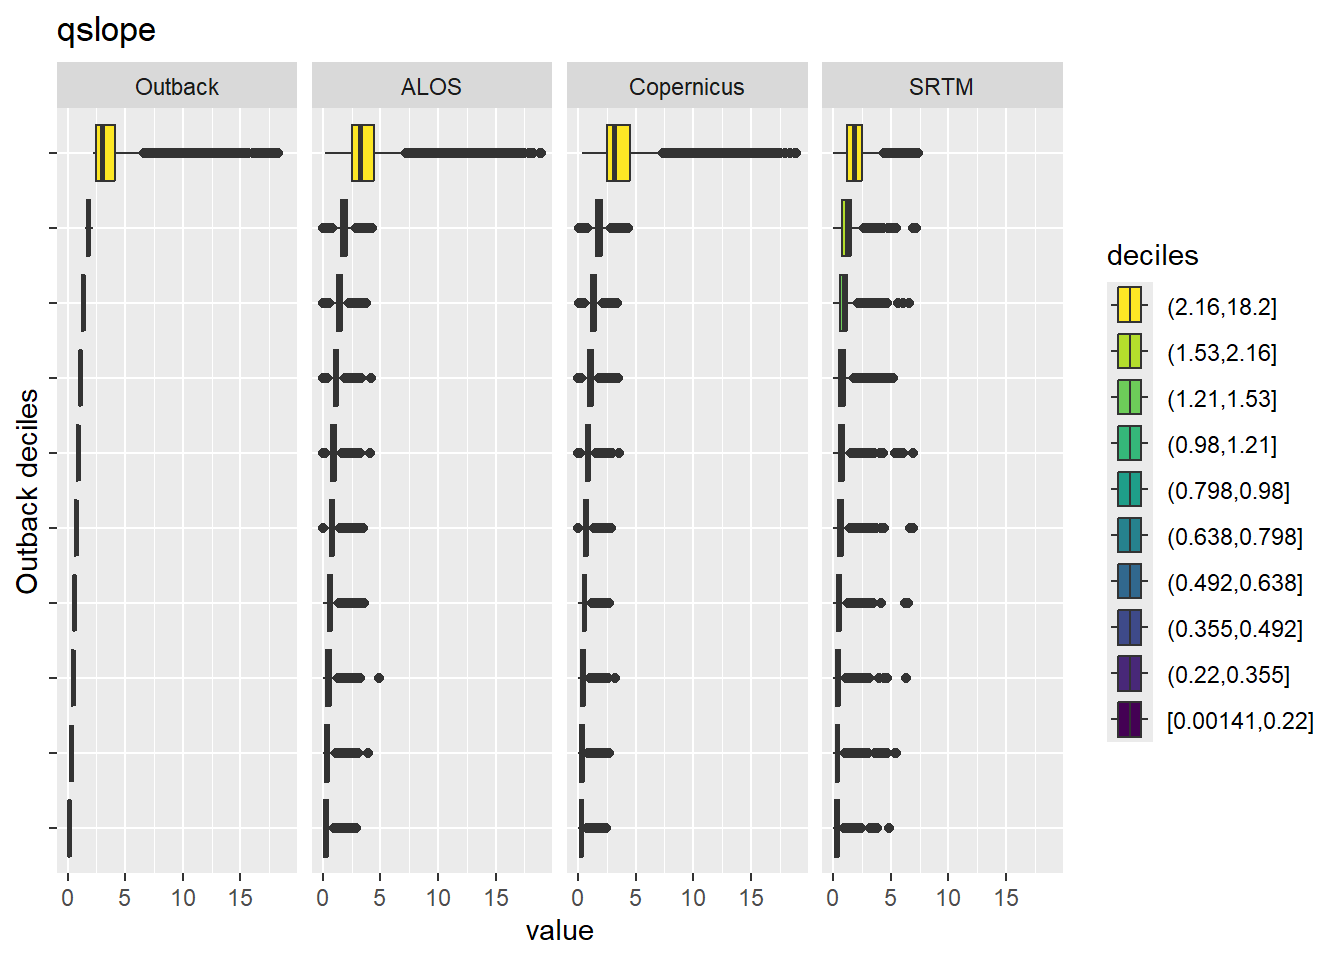 qslope
Outback ALOS Copernicus SRTM
Outback deciles
0 5 10 15 0 5 10 15 0 5 10 15 0 5 10 15
value
deciles
(2.16,18.2]
(1.53,2.16]
(1.21,1.53]
(0.98,1.21]
(0.798,0.98]
(0.638,0.798]
(0.492,0.638]
(0.355,0.492]
(0.22,0.355]
[0.00141,0.22]